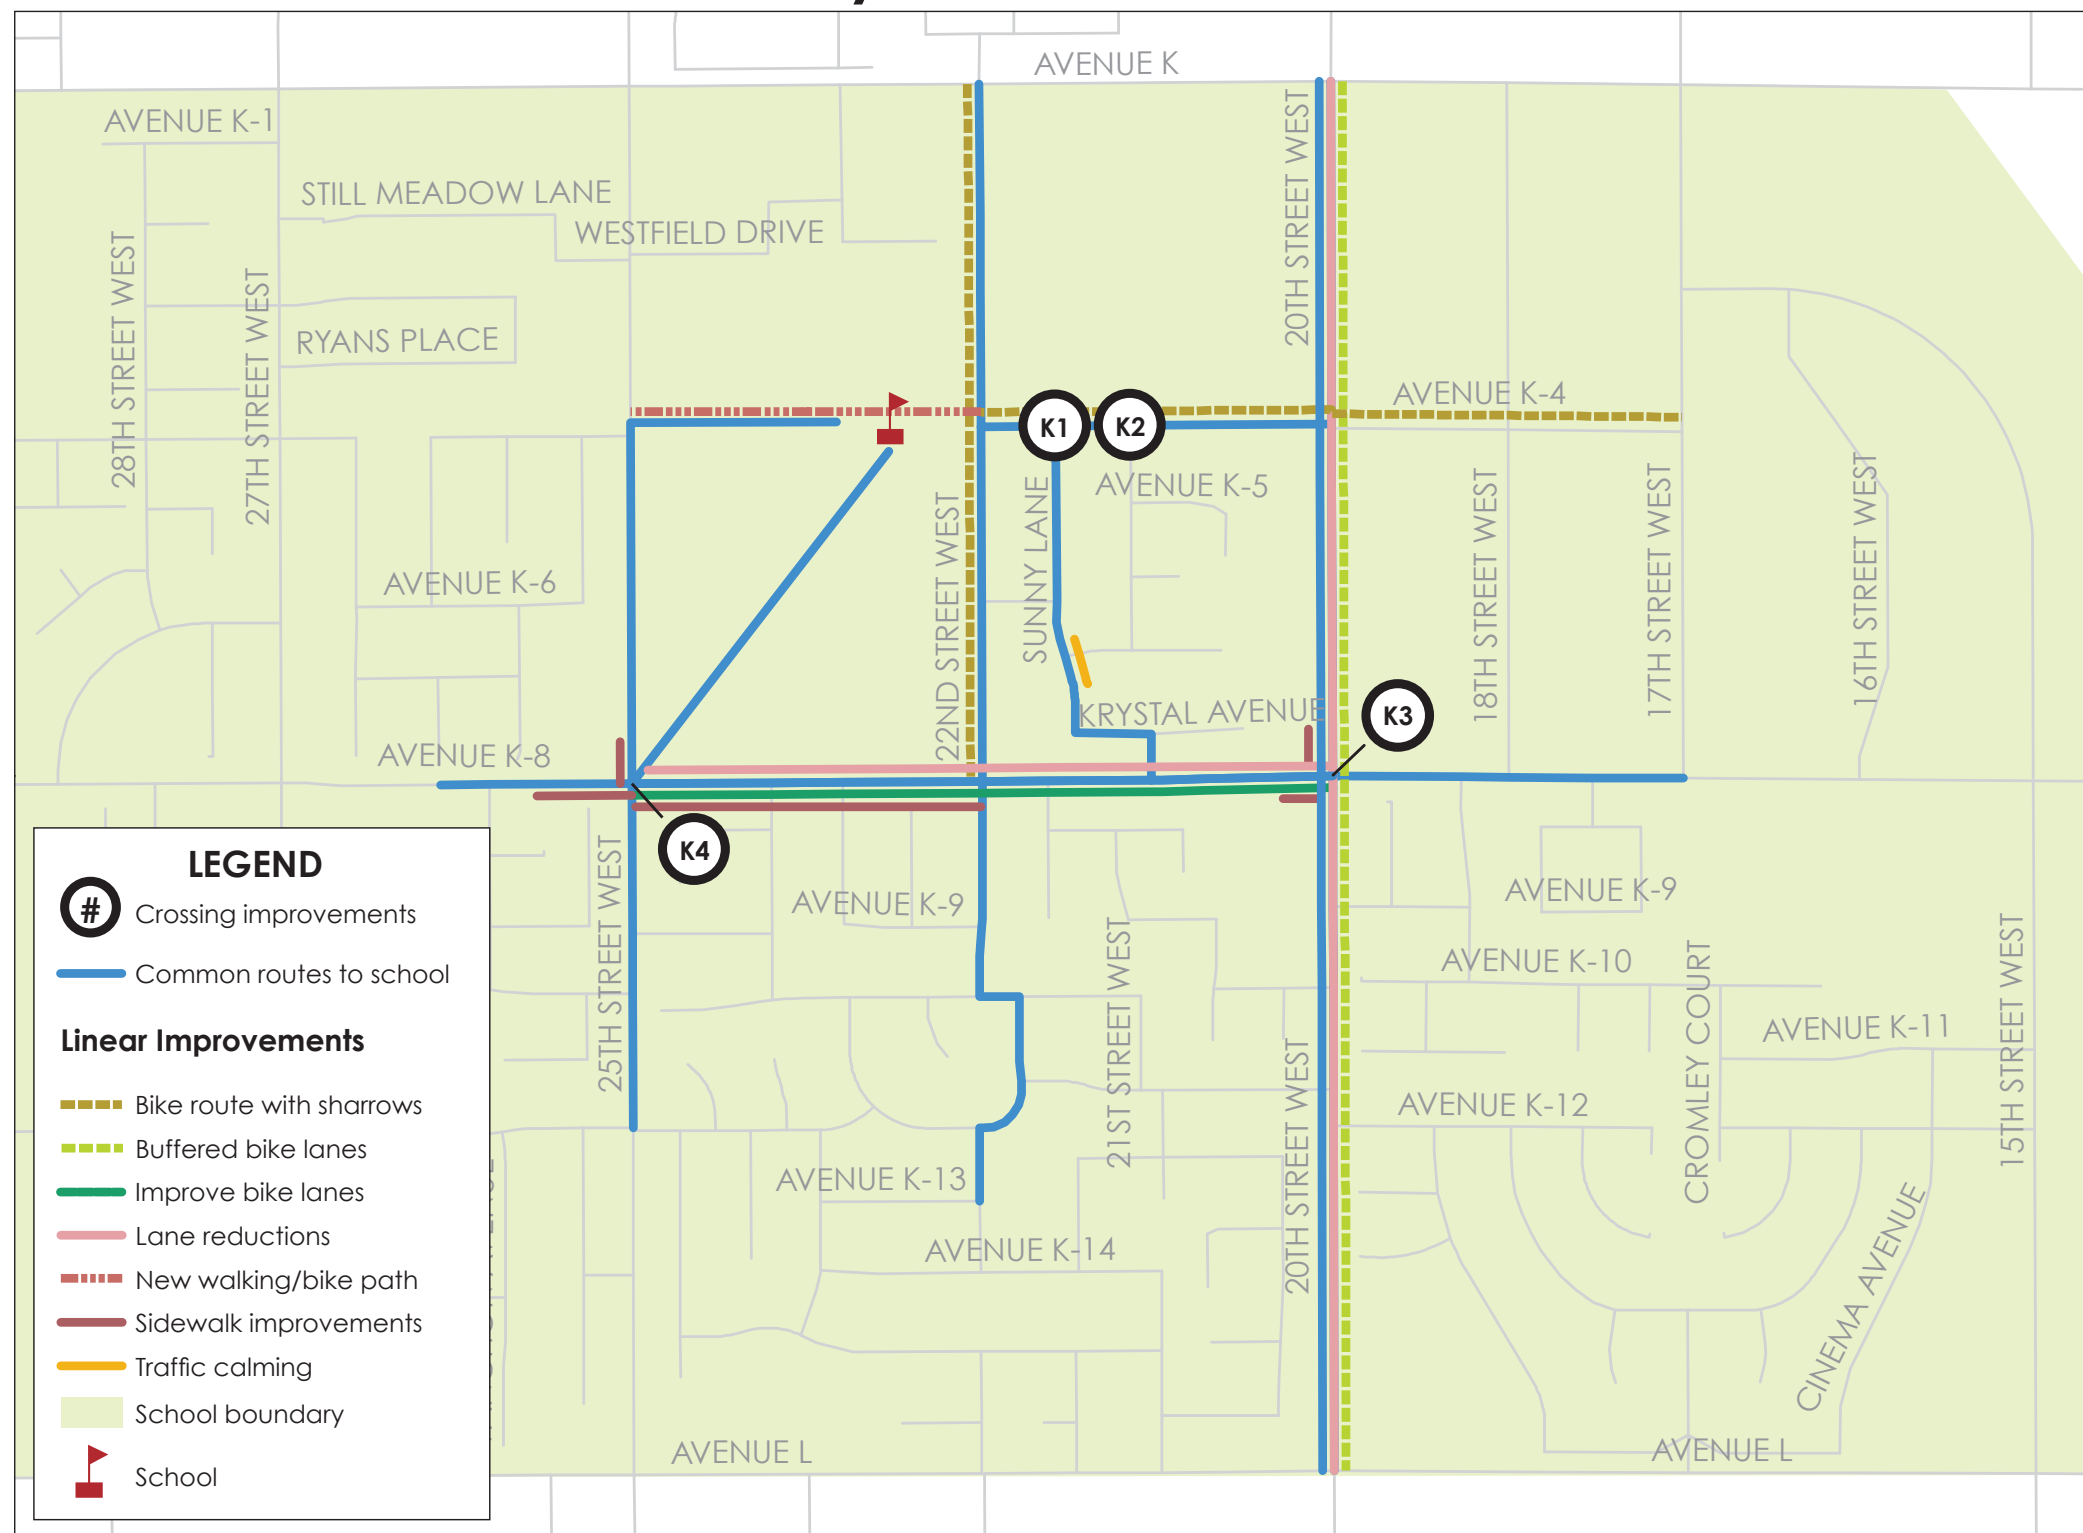 AVENUE K
AVENUE K-1
STILL MEADOW LANE
WESTFIELD DRIVE
RYANS PLACE
28TH STREET WEST
27TH STREET WEST
20TH STREET WEST
AVENUE K-4
K1
K2
AVENUE K-5
SUNNY LANE
22ND STREET WEST
18TH STREET WEST
17TH STREET WEST
16TH STREET WEST
AVENUE K-6
KRYSTAL AVENUE
K3
AVENUE K-8
K4
25TH STREET WEST
AVENUE K-9
AVENUE K-9
21ST STREET WEST
AVENUE K-10
CROMLEY COURT
AVENUE K-11
15TH STREET WEST
20TH STREET WEST
AVENUE K-12
AVENUE K-13
AVENUE K-14
CINEMA AVENUE
AVENUE L
AVENUE L
LEGEND
# Crossing improvements
Common routes to school
Linear Improvements
Bike route with sharrows
Buffered bike lanes
Improve bike lanes
Lane reductions
New walking/bike path
Sidewalk improvements
Traffic calming
School boundary
School